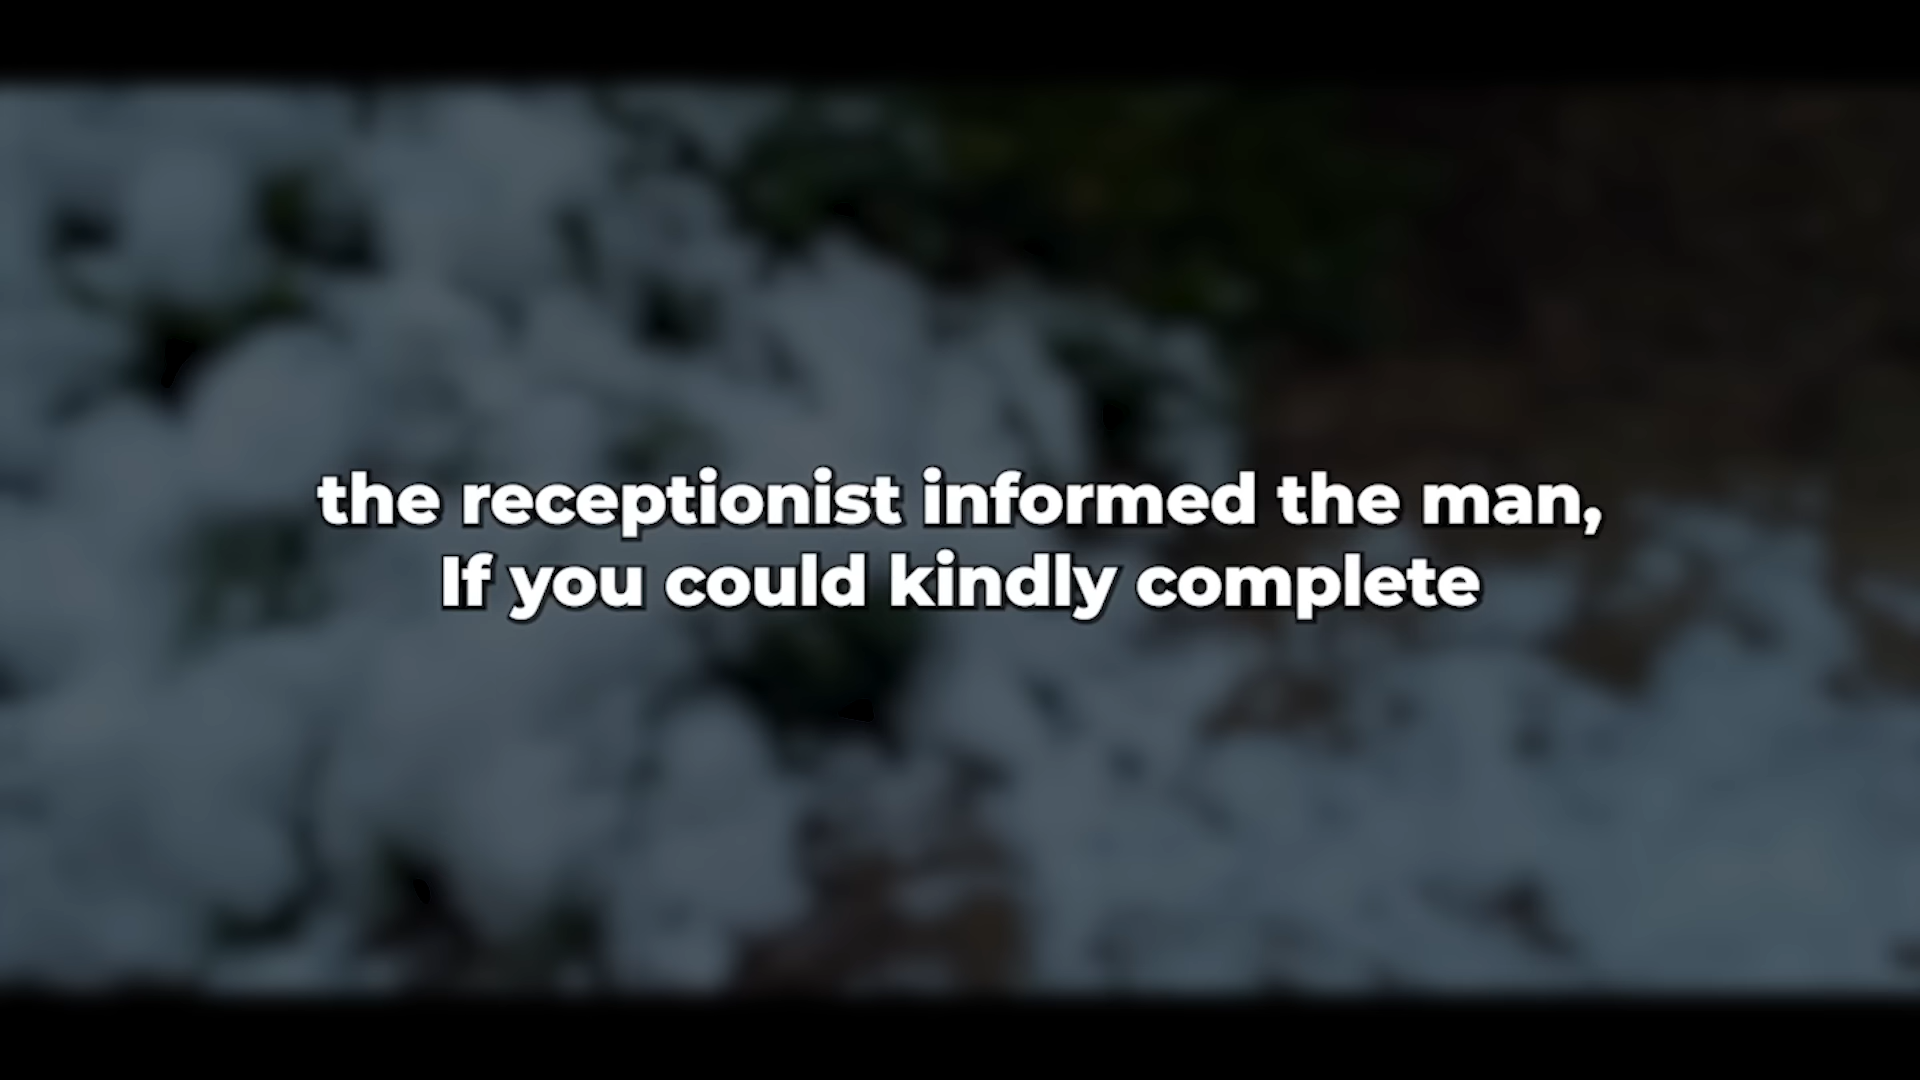 the receptionist informed the man,
If you could kindly complete